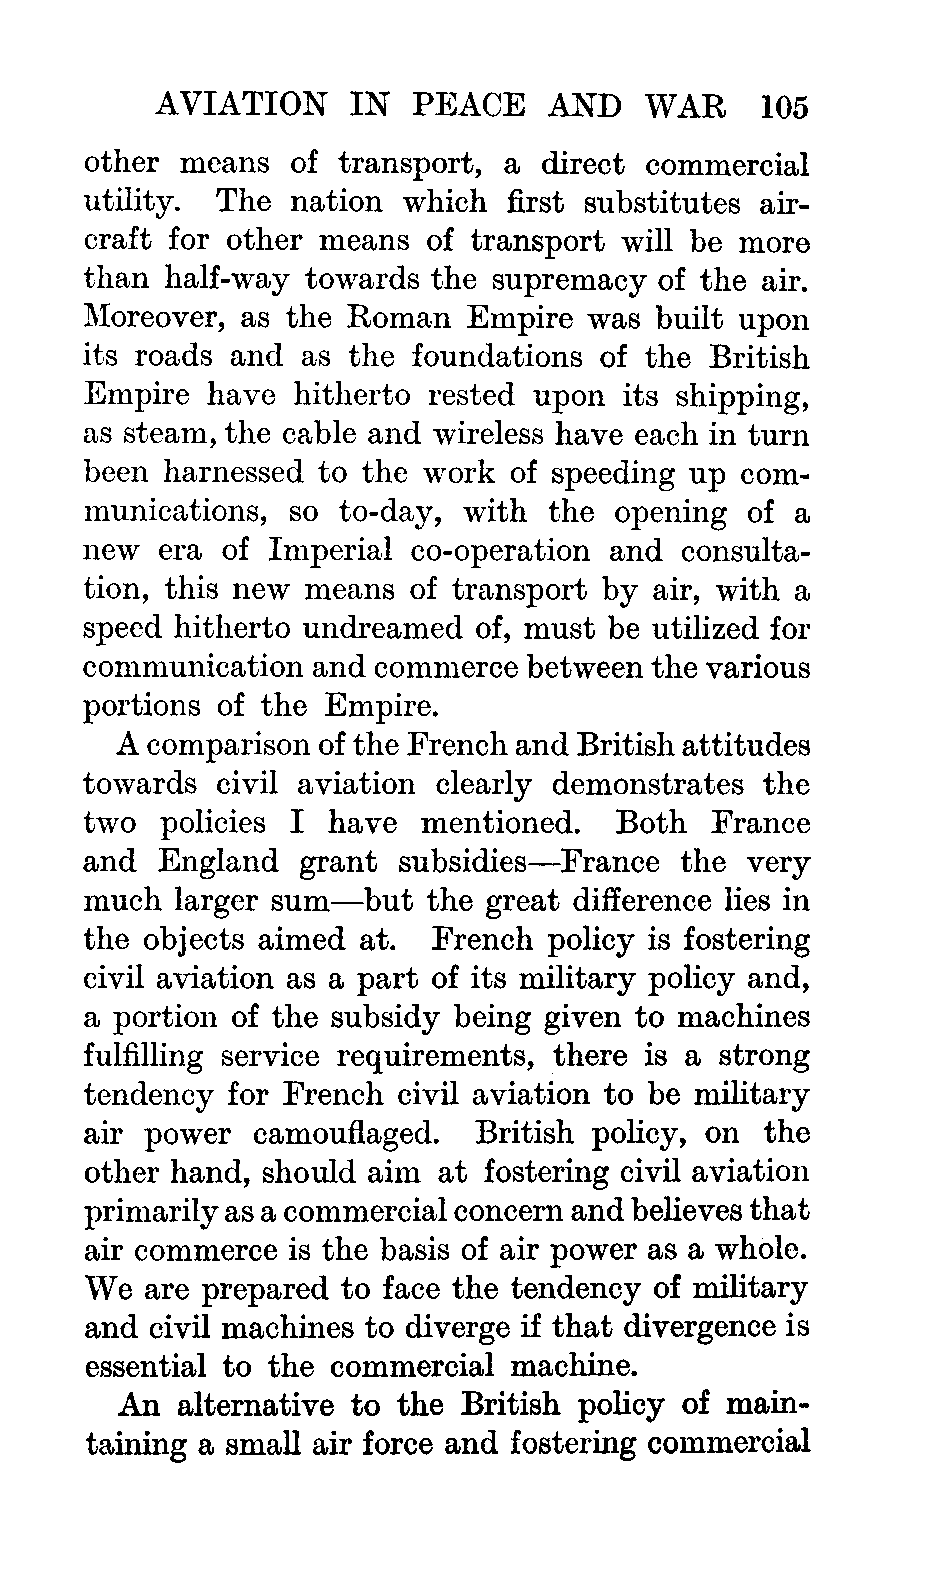 AVIATION IN PEACE AND WAR 105
other means of transport, a direct commercial
utility. The nation which first substitutes air-
craft for other means of transport will be more
than half-way towards the supremacy of the air.
Moreover, as the Roman Empire was built upon
its roads and as the foundations of the British
Empire have hitherto rested upon its shipping,
as steam, the cable and wireless have each in turn
been harnessed to the work of speeding up com-
munications, so to-day, with the opening of a
new era of Imperial co-operation and consulta-
tion, this new means of transport by air, with a
speed hitherto undreamed of, must be utilized for
communication and commerce between the various
portions of the Empire.
A comparison of the French and British attitudes
towards civil aviation clearly demonstrates the
two policies I have mentioned. Both France
and England grant subsidies—France the very
much larger sum—but the great difference lies in
the objects aimed at. French policy is fostering
civil aviation as a part of its military policy and,
a portion of the subsidy being given to machines
fulfilling service requirements, there is a strong
tendency for French civil aviation to be military
air power camouflaged. British policy, on the
other hand, should aim at fostering civil aviation
primarily as a commercial concern and believes that
air commerce is the basis of air power as a whole.
We are prepared to face the tendency of military
and civil machines to diverge if that divergence is
essential to the commercial machine.
An alternative to the British policy of main-
taining a small air force and fostering commercial